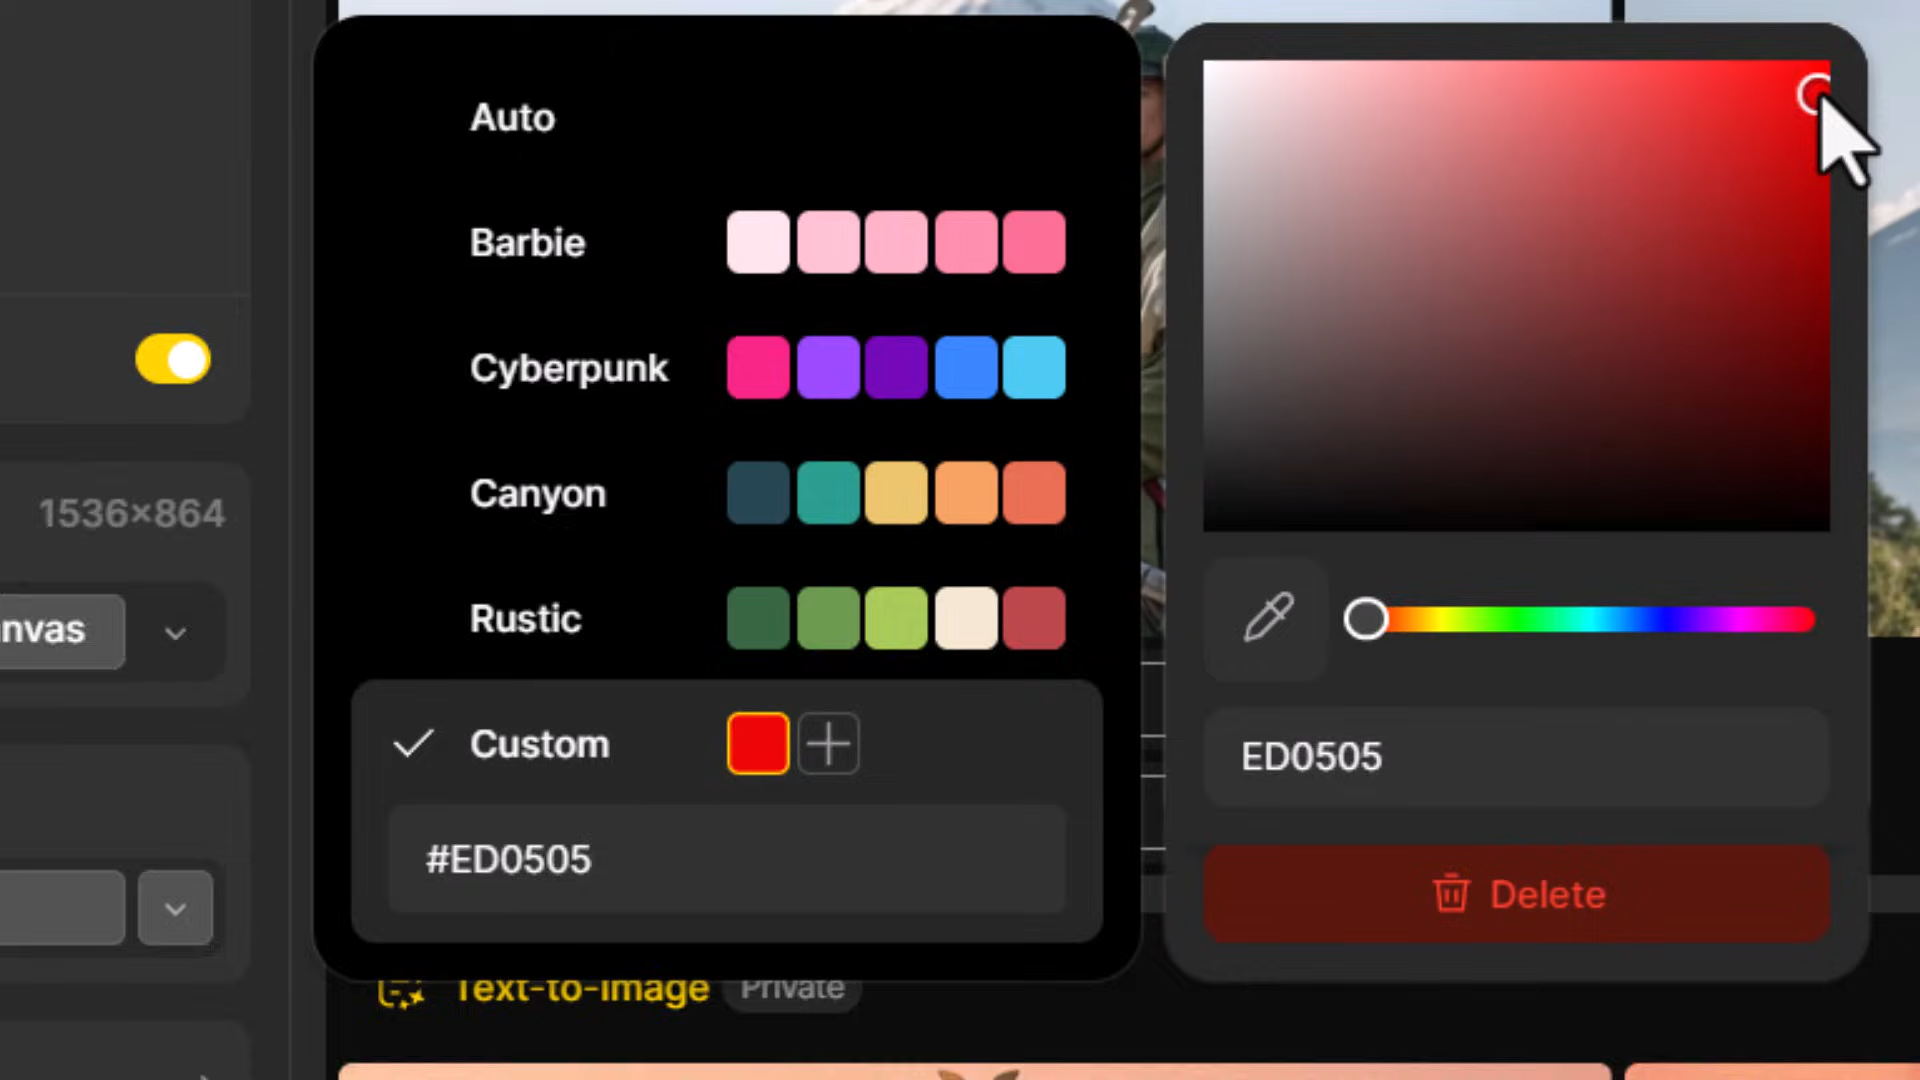 Auto
Barbie
Cyberpunk
Canyon
Rustic
Custom
#ED0505
1536×864
nvas
ED0505
Delete
Text-to-Image
Private